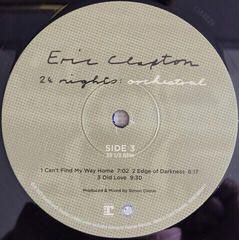 Eric Clapton
24 nights: orchestral
SIDE 3
33 1/3 RPM
1 Can't Find My Way Home 7:02 2 Edge of Darkness 6:17
3 Old Love 9:30
Produced & Mixed by Simon Climie